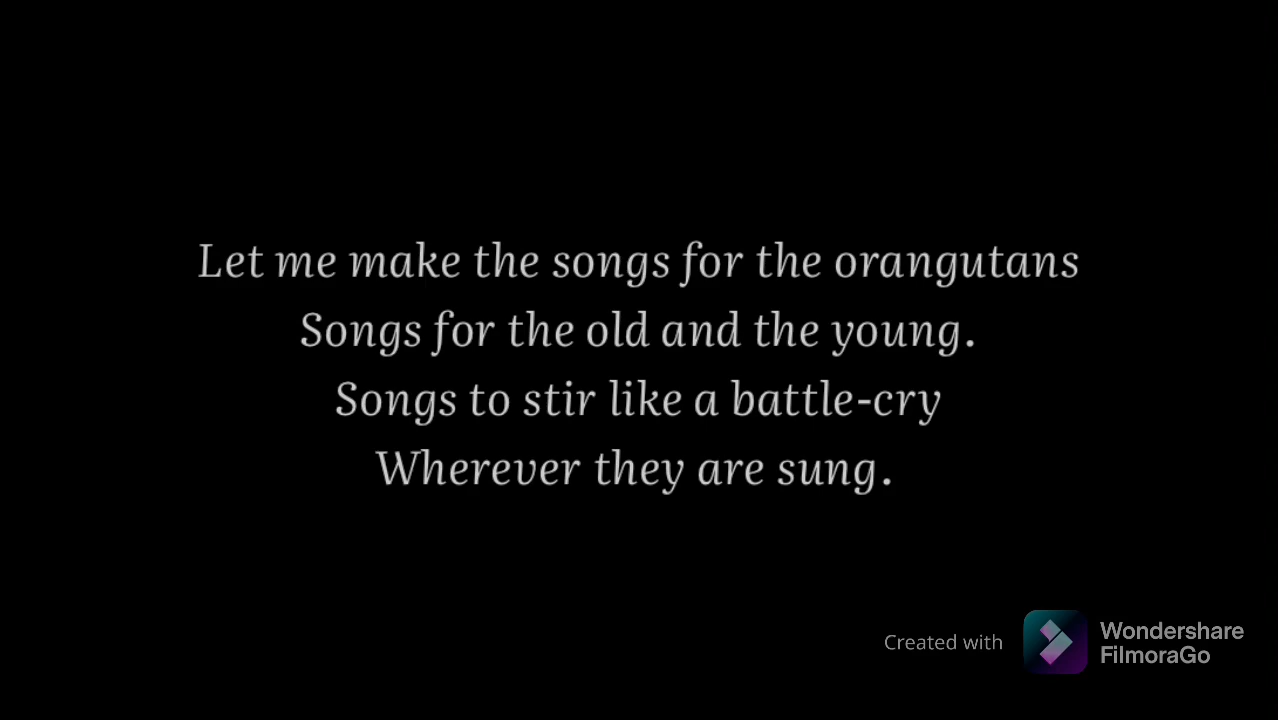 Let me make the songs for the orangutans
Songs for the old and the young.
Songs to stir like a battle-cry
Wherever they are sung.
Created with
Wondershare
FilmoraGo